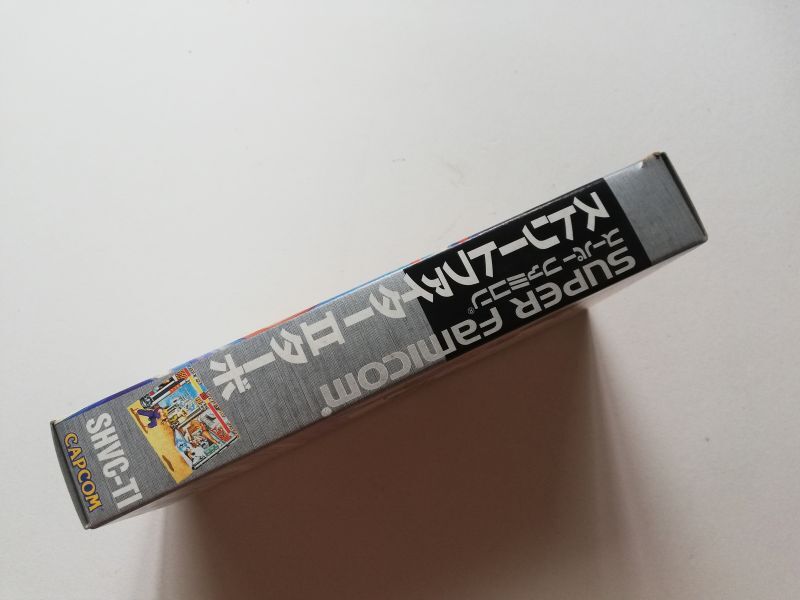 SUPER Famicom®
スーパーファミコン®
ストリートファイターⅡターボ
SHVC-TI
CAPCOM